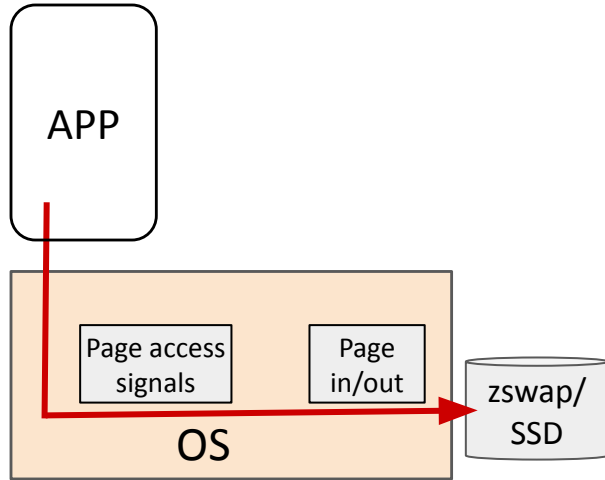 APP
Page access
signals
Page
in/out
zswap/
SSD
OS